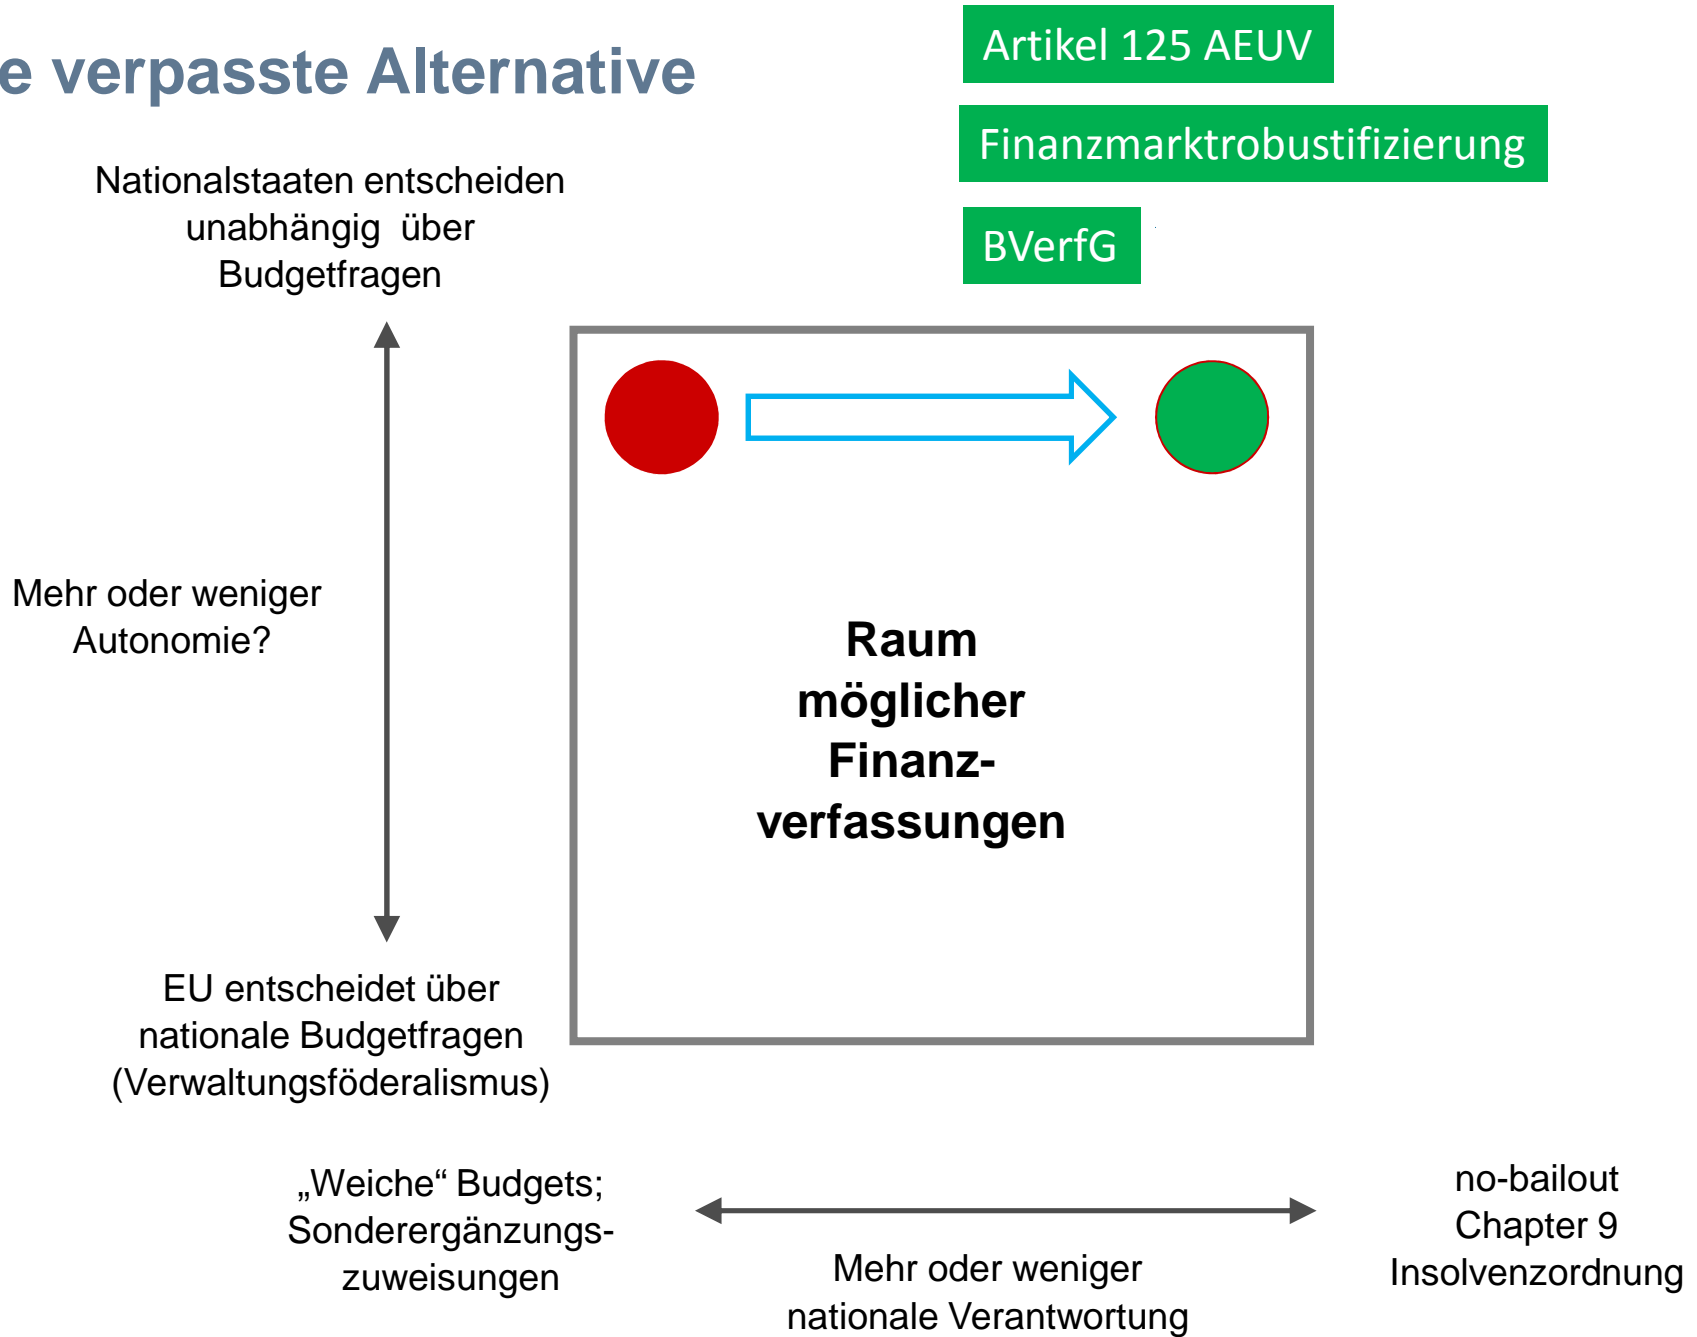 e verpasste Alternative
Artikel 125 AEUV
Finanzmarktrobustifizierung
BVerfG
Nationalstaaten entscheiden
unabhängig über
Budgetfragen
Mehr oder weniger
Autonomie?
Raum
möglicher
Finanz-
verfassungen
EU entscheidet über
nationale Budgetfragen
(Verwaltungsföderalismus)
„Weiche“ Budgets;
Sonderergänzungs-
zuweisungen
Mehr oder weniger
nationale Verantwortung
no-bailout
Chapter 9
Insolvenzordnung